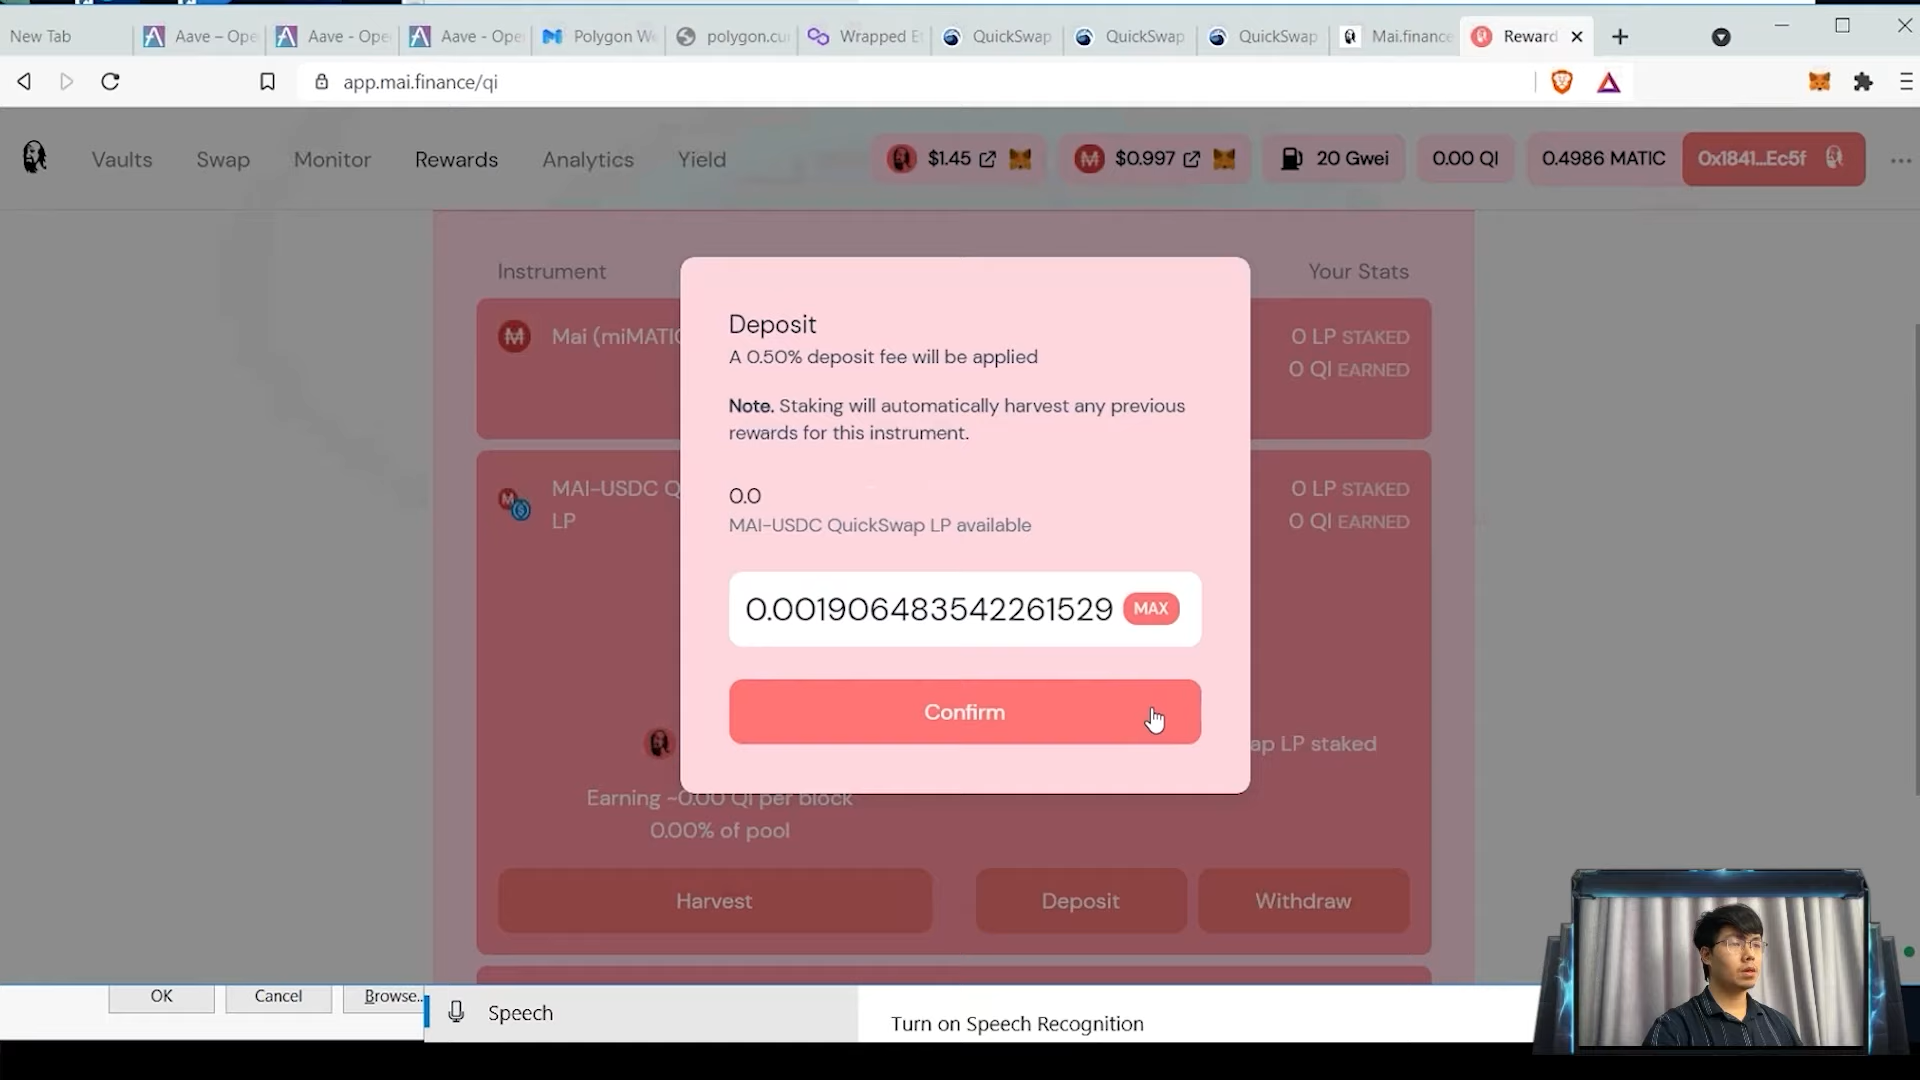 New Tab
Aave – Ope
Aave - Ope
Aave - Ope
Polygon We
polygon.cu
Wrapped Et
QuickSwap
QuickSwap
QuickSwap
Mai.finance
Reward
app.mai.finance/qi
Vaults
Swap
Monitor
Rewards
Analytics
Yield
$1.45
$0.997
20 Gwei
0.00 QI
0.4986 MATIC
0x1841...Ec5f
Instrument
Your Stats
Mai (miMATIC
0 LP STAKED
0 QI EARNED
MAI-USDC Q
LP
0 LP STAKED
0 QI EARNED
Deposit
A 0.50% deposit fee will be applied
Note. Staking will automatically harvest any previous
rewards for this instrument.
0.0
MAI-USDC QuickSwap LP available
0.001906483542261529
MAX
Confirm
ap LP staked
Earning ~0.00 QI per block
0.00% of pool
Harvest
Deposit
Withdraw
OK
Cancel
Browse..
Speech
Turn on Speech Recognition